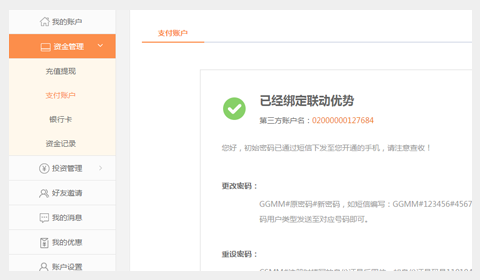 我的账户
资金管理
充值提现
支付账户
银行卡
资金记录
投资管理
好友邀请
我的消息
我的优惠
账户设置
支付账户
已经绑定联动优势
第三方账户名：02000000127684
您好，初始密码已通过短信下发至您开通的手机，请注意查收！
更改密码：
GGMM#原密码#新密码，如短信编写：GGMM#123456#4567
码用户类型发送至对应号码即可。
重设密码：